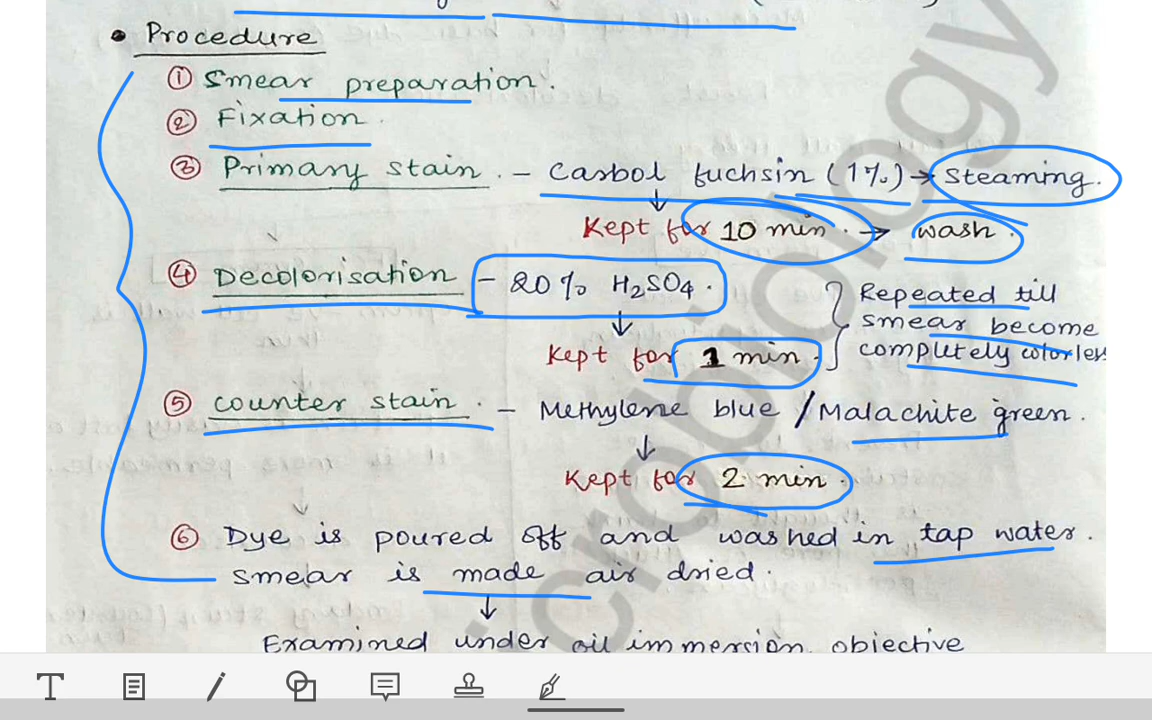 • Procedure
① Smear preparation.
② Fixation.
③ Primary stain. – Carbol fuchsin (1%) → Steaming.
↓
Kept for 10 min. → wash.
④ Decolorisation – 20% H₂SO₄.
↓
Kept for 1 min.
} Repeated till
smear become
completely colorles
⑤ counter stain. – Methylene blue / Malachite green.
↓
Kept for 2 min.
⑥ Dye is poured off and washed in tap water.
smear is made air dried.
↓
Examined under oil immersion objective
crobiology
T